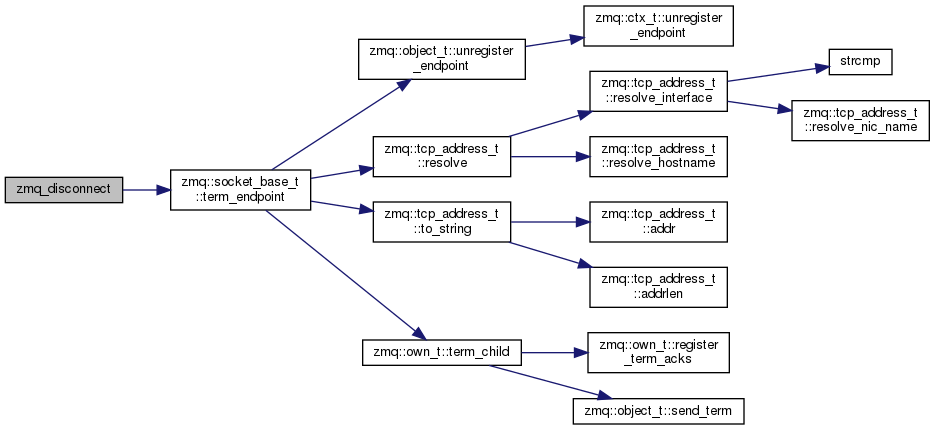 zmq_disconnect
zmq::socket_base_t
::term_endpoint
zmq::object_t::unregister
_endpoint
zmq::ctx_t::unregister
_endpoint
zmq::tcp_address_t
::resolve
zmq::tcp_address_t
::resolve_interface
strcmp
zmq::tcp_address_t
::resolve_nic_name
zmq::tcp_address_t
::resolve_hostname
zmq::tcp_address_t
::to_string
zmq::tcp_address_t
::addr
zmq::tcp_address_t
::addrlen
zmq::own_t::term_child
zmq::own_t::register
_term_acks
zmq::object_t::send_term